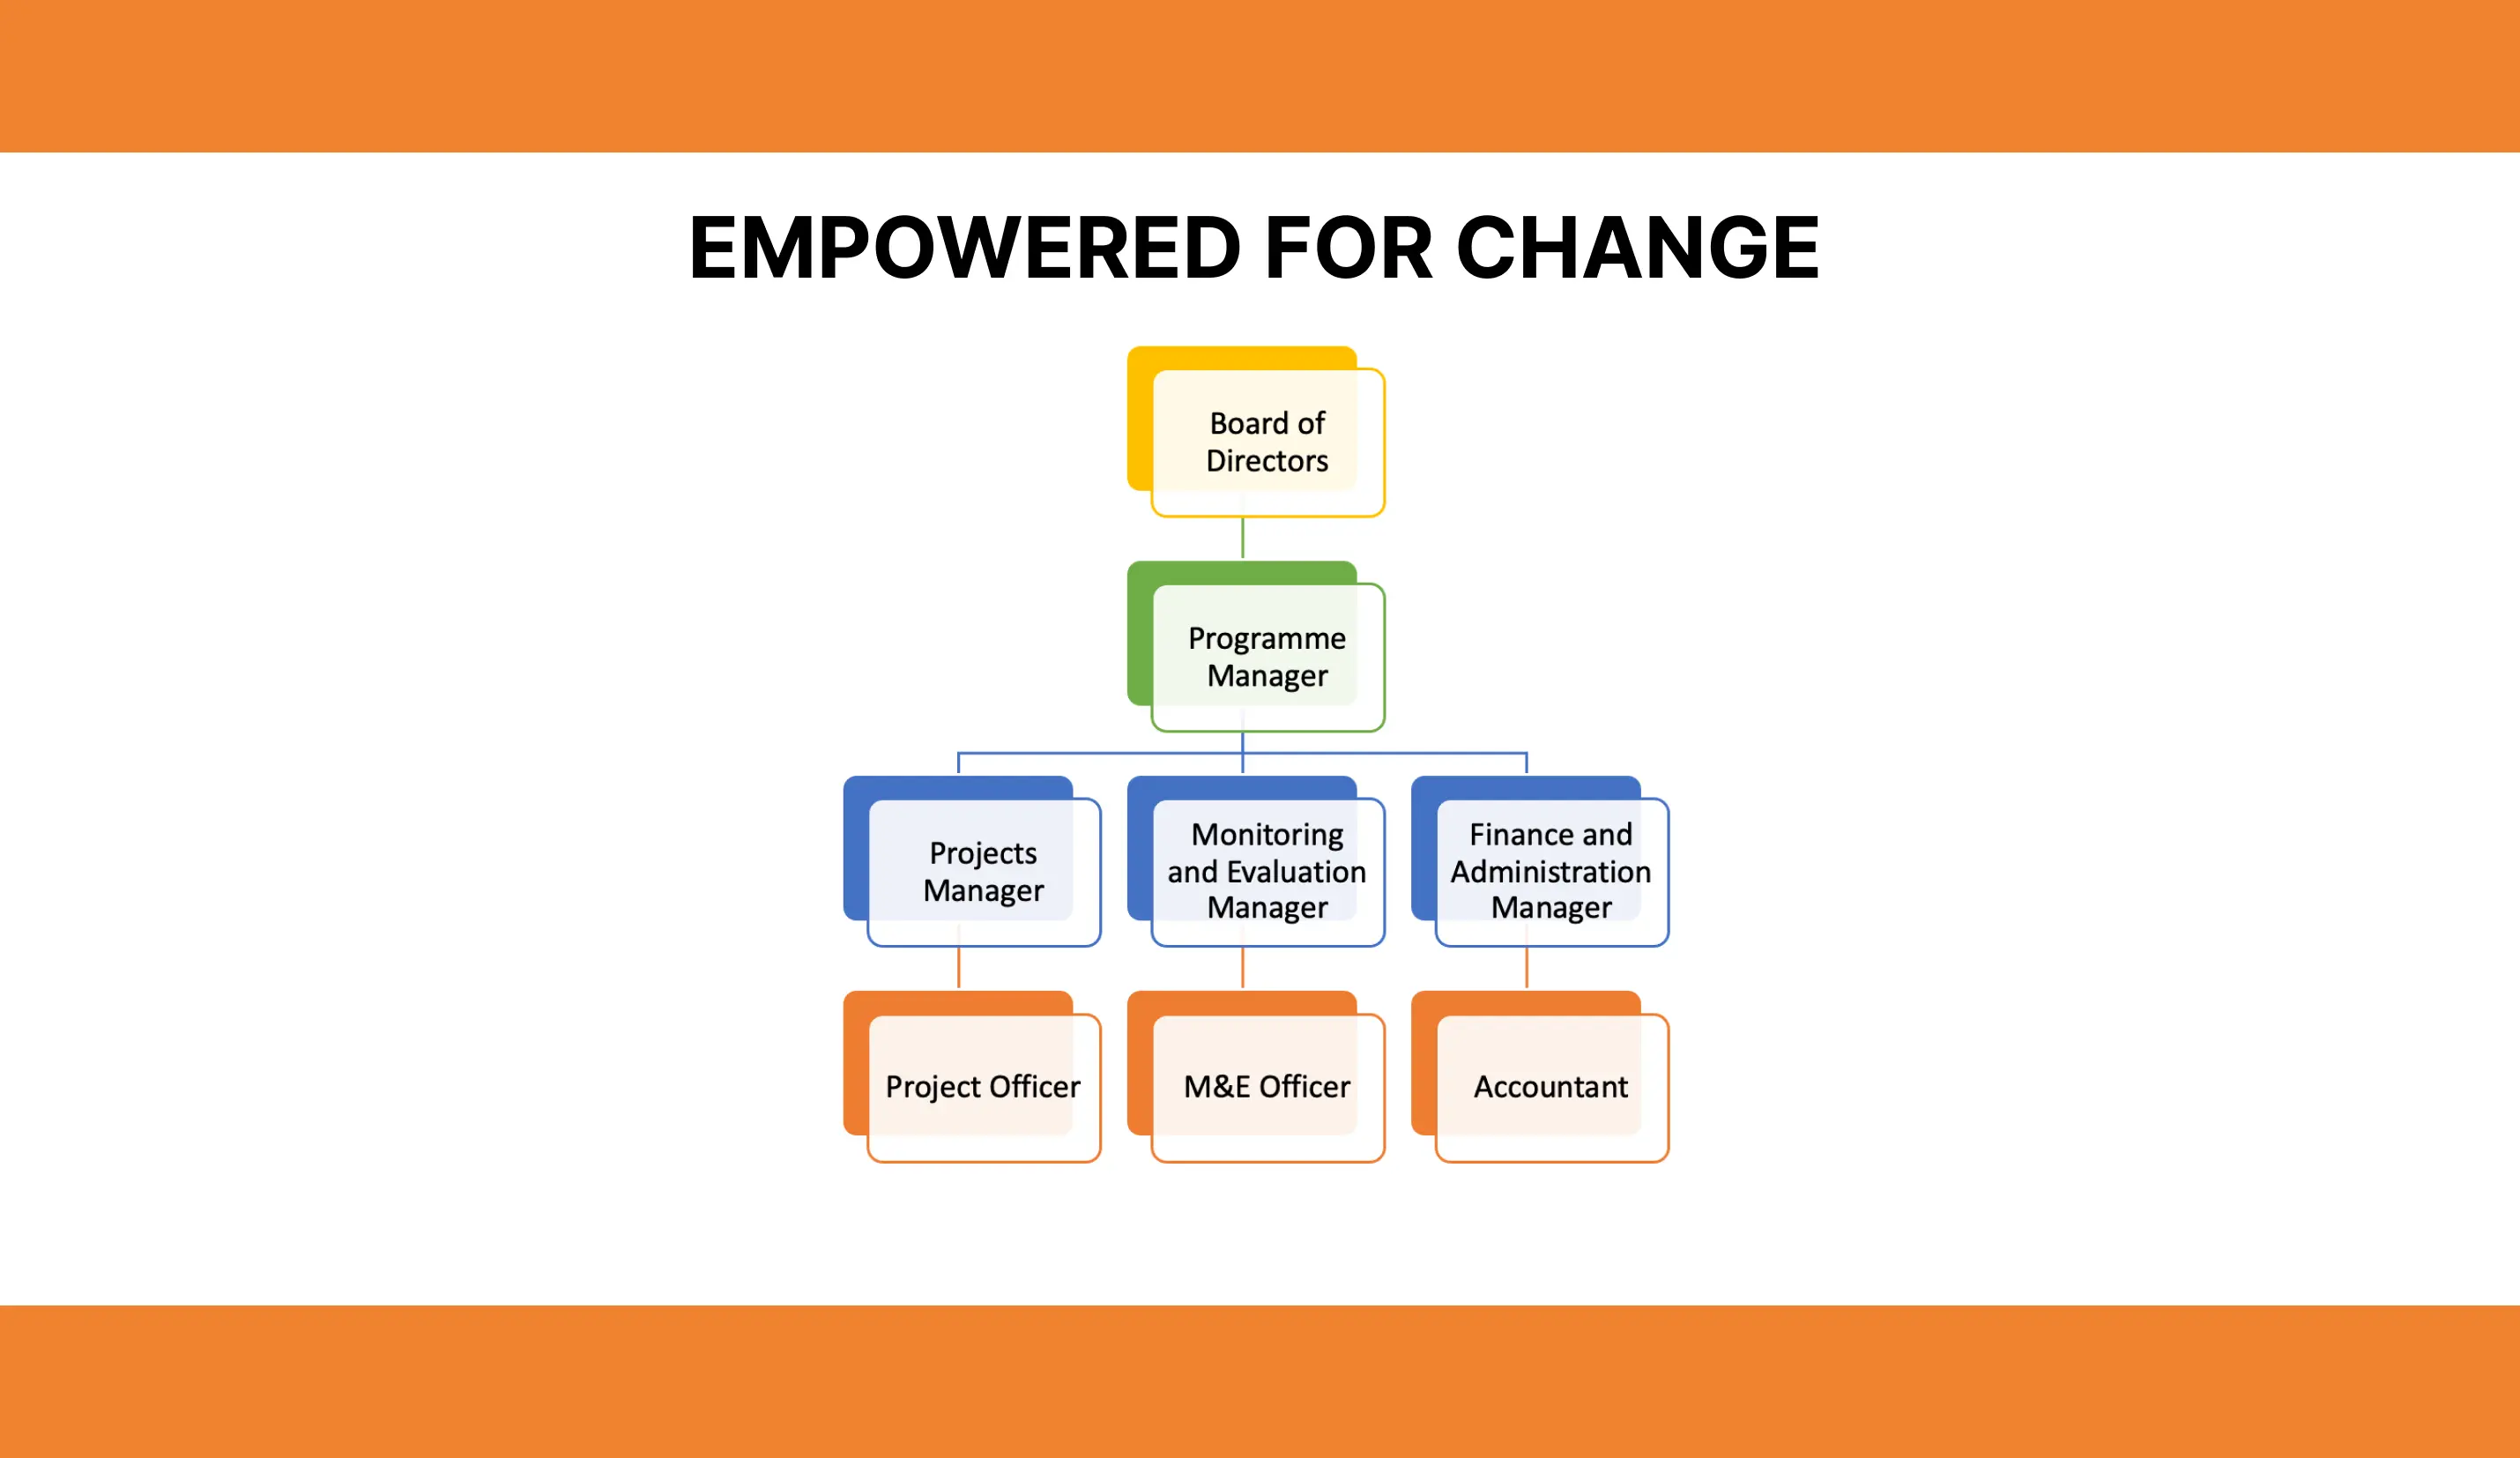 EMPOWERED FOR CHANGE
Board of
Directors
Programme
Manager
Projects
Manager
Monitoring
and Evaluation
Manager
Finance and
Administration
Manager
Project Officer
M&E Officer
Accountant